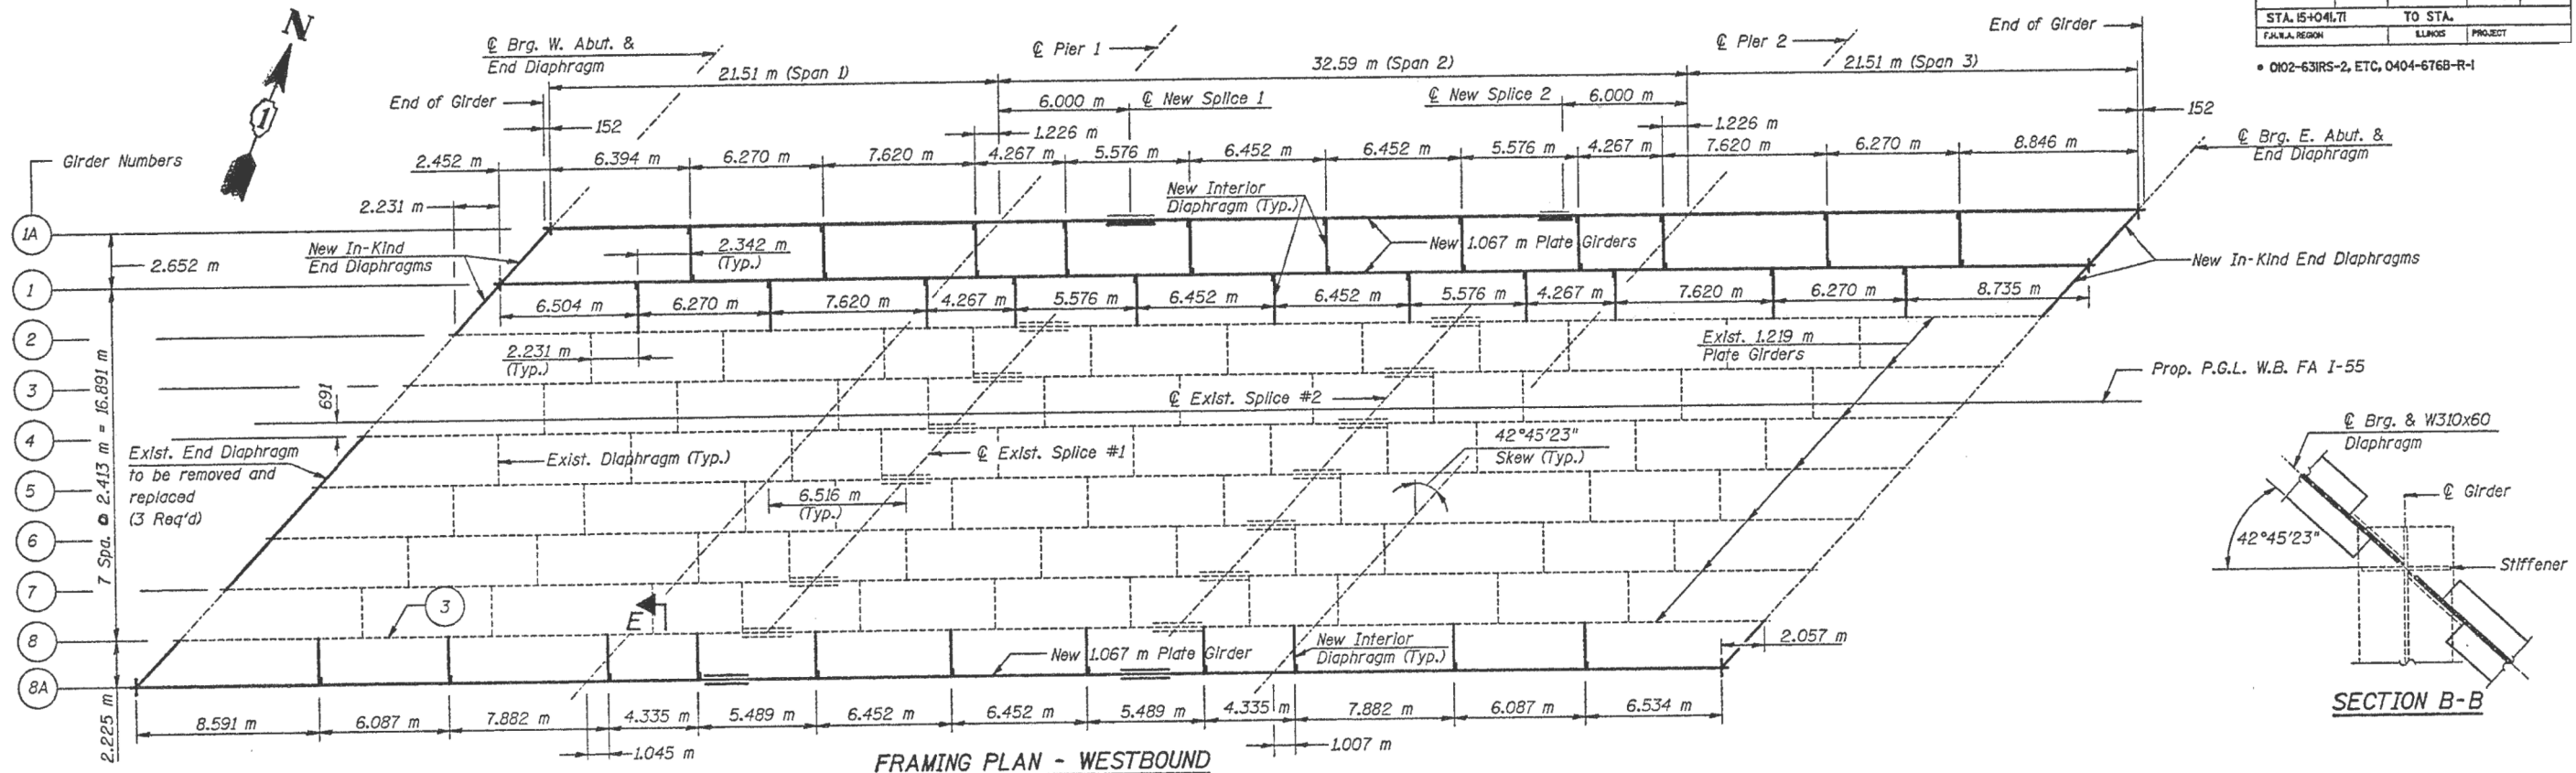 STA. 15+041.71 TO STA.
F.H.W.A. REGION ILLINOIS PROJECT
• 0102-631RS-2, ETC, 0404-676B-R-1
N
1
℄ Brg. W. Abut. &
End Diaphragm
℄ Pier 1
℄ Pier 2
End of Girder
21.51 m (Span 1)
32.59 m (Span 2)
21.51 m (Span 3)
End of Girder
6.000 m
℄ New Splice 1
℄ New Splice 2
6.000 m
152
152
1.226 m
1.226 m
℄ Brg. E. Abut. &
End Diaphragm
Girder Numbers
2.452 m
6.394 m
6.270 m
7.620 m
4.267 m
5.576 m
6.452 m
6.452 m
5.576 m
4.267 m
7.620 m
6.270 m
8.846 m
2.231 m
New Interior
Diaphragm (Typ.)
1A
New In-Kind
End Diaphragms
2.652 m
2.342 m
(Typ.)
New 1.067 m Plate Girders
New In-Kind End Diaphragms
1
6.504 m
6.270 m
7.620 m
4.267 m
5.576 m
6.452 m
6.452 m
5.576 m
4.267 m
7.620 m
6.270 m
8.735 m
2
2.231 m
(Typ.)
Exist. 1.219 m
Plate Girders
3
691
Prop. P.G.L. W.B. FA I-55
℄ Exist. Splice #2
4
7 Spa. @ 2.413 m = 16.891 m
Exist. End Diaphragm
to be removed and
replaced
(3 Req'd)
Exist. Diaphragm (Typ.)
℄ Exist. Splice #1
42°45'23"
Skew (Typ.)
5
6.516 m
(Typ.)
6
7
3
E
8
New Interior
Diaphragm (Typ.)
2.057 m
New 1.067 m Plate Girder
8A
2.225 m
8.591 m
6.087 m
7.882 m
4.335 m
5.489 m
6.452 m
6.452 m
5.489 m
4.335 m
7.882 m
6.087 m
6.534 m
1.045 m
1.007 m
FRAMING PLAN - WESTBOUND
℄ Brg. & W310x60
Diaphragm
℄ Girder
42°45'23"
Stiffener
SECTION B-B